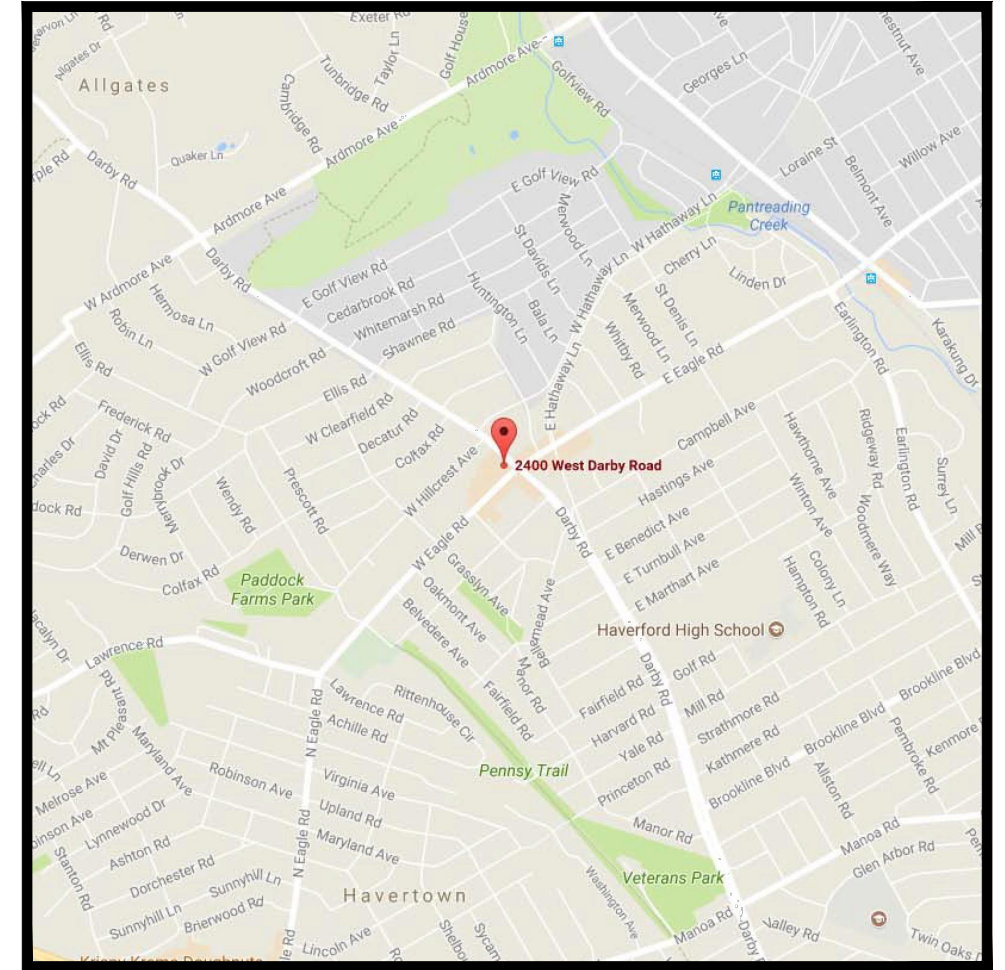 Exeter Rd
Allgates Dr
Taylor Ln
Golf House
Ardmore Ave
Georges Ln
Chestnut Ave
Allgates
Tunbridge Rd
Cambridge Rd
Golfview Rd
Ardmore Ave
Loraine St
Willow Ave
Belmont Ave
Quaker Ln
Darby Rd
E Golf View Rd
Ardmore Ave
Merwood Ln
W Hathaway Ln
Pantreading
Creek
St Davids Ln
Cherry Ln
Linden Dr
W Ardmore Ave
Darby Rd
E Golf View Rd
Cedarbrook Rd
Huntington Ln
W Hathaway Ln
Hermosa Ln
Robin Ln
Whitemarsh Rd
Bala Ln
Merwood Ln
St Denis Ln
Earlington Rd
Karakung Dr
Shawnee Rd
Whitby Rd
W Golf View Rd
E Eagle Rd
Ellis Rd
Woodcroft Rd
Ellis Rd
E Hathaway Ln
Frederick Rd
W Clearfield Rd
Decatur Rd
Colfax Rd
Campbell Ave
Hawthorne Ave
Ridgeway Rd
Earlington Rd
Charles Dr
David Dr
Golf Hills Rd
Merrybrook Dr
W Hillcrest Ave
2400 West Darby Road
Hastings Ave
Winton Ave
Surrey Ln
Wendy Rd
Prescott Rd
Woodmere Way
dock Rd
W Eagle Rd
Darby Rd
E Benedict Ave
Derwen Dr
Colfax Rd
Grasslyn Ave
E Turnbull Ave
Colony Ln
Hampton Rd
Mill R
Paddock
Farms Park
Oakmont Ave
E Marthart Ave
Belvedere Ave
Bellemead Ave
Haverford High School
Lawrence Rd
Manor Rd
Darby Rd
Golf Rd
Mt Pleasant Rd
Lawrence Rd
Rittenhouse Cir
Fairfield Rd
Fairfield Rd
Mill Rd
Brookline Blvd
Achille Rd
Harvard Rd
Strathmore Rd
N Eagle Rd
Yale Rd
Kathmere Rd
Brookline Blvd
Pembroke Rd
Kenmore
Maryland Ave
Robinson Ave
Virginia Ave
Pennsy Trail
Princeton Rd
Brookline Blvd
Allston Rd
Melrose Ave
Upland Rd
Lynnewood Dr
Manor Rd
Manoa Rd
Maryland Ave
Ashton Rd
Glen Arbor Rd
Stanton Rd
Dorchester Rd
N Eagle Rd
Sunnyhill Ln
Veterans Park
Washington Ave
Havertown
Sunnyhill Ln
Brierwood Rd
Manoa Rd
Valley Rd
Lincoln Ave
Twin Oaks
Krispy Kreme Doughnuts